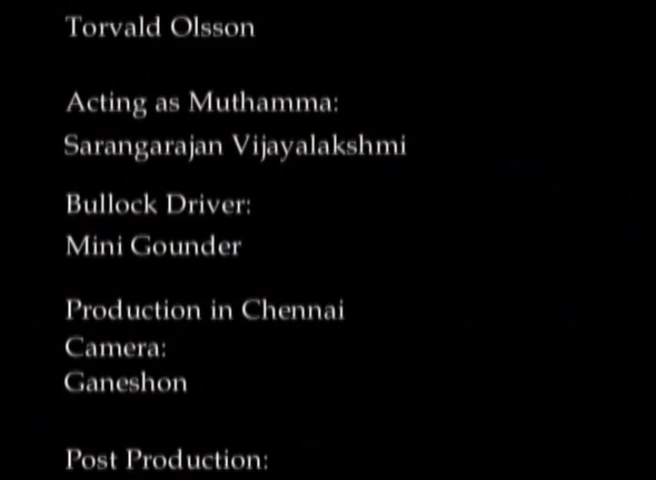 Torvald Olsson
Acting as Muthamma:
Sarangarajan Vijayalakshmi
Bullock Driver:
Mini Gounder
Production in Chennai
Camera:
Ganeshon
Post Production: